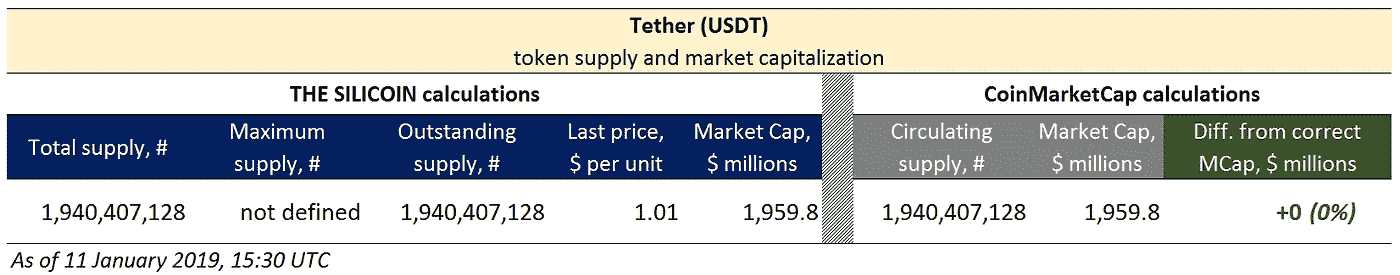 Tether (USDT)
token supply and market capitalization
THE SILICOIN calculations
CoinMarketCap calculations
Total supply, #
Maximum
supply, #
Outstanding
supply, #
Last price,
$ per unit
Market Cap,
$ millions
Circulating
supply, #
Market Cap,
$ millions
Diff. from correct
MCap, $ millions
1,940,407,128
not defined
1,940,407,128
1.01
1,959.8
1,940,407,128
1,959.8
+0 (0%)
As of 11 January 2019, 15:30 UTC